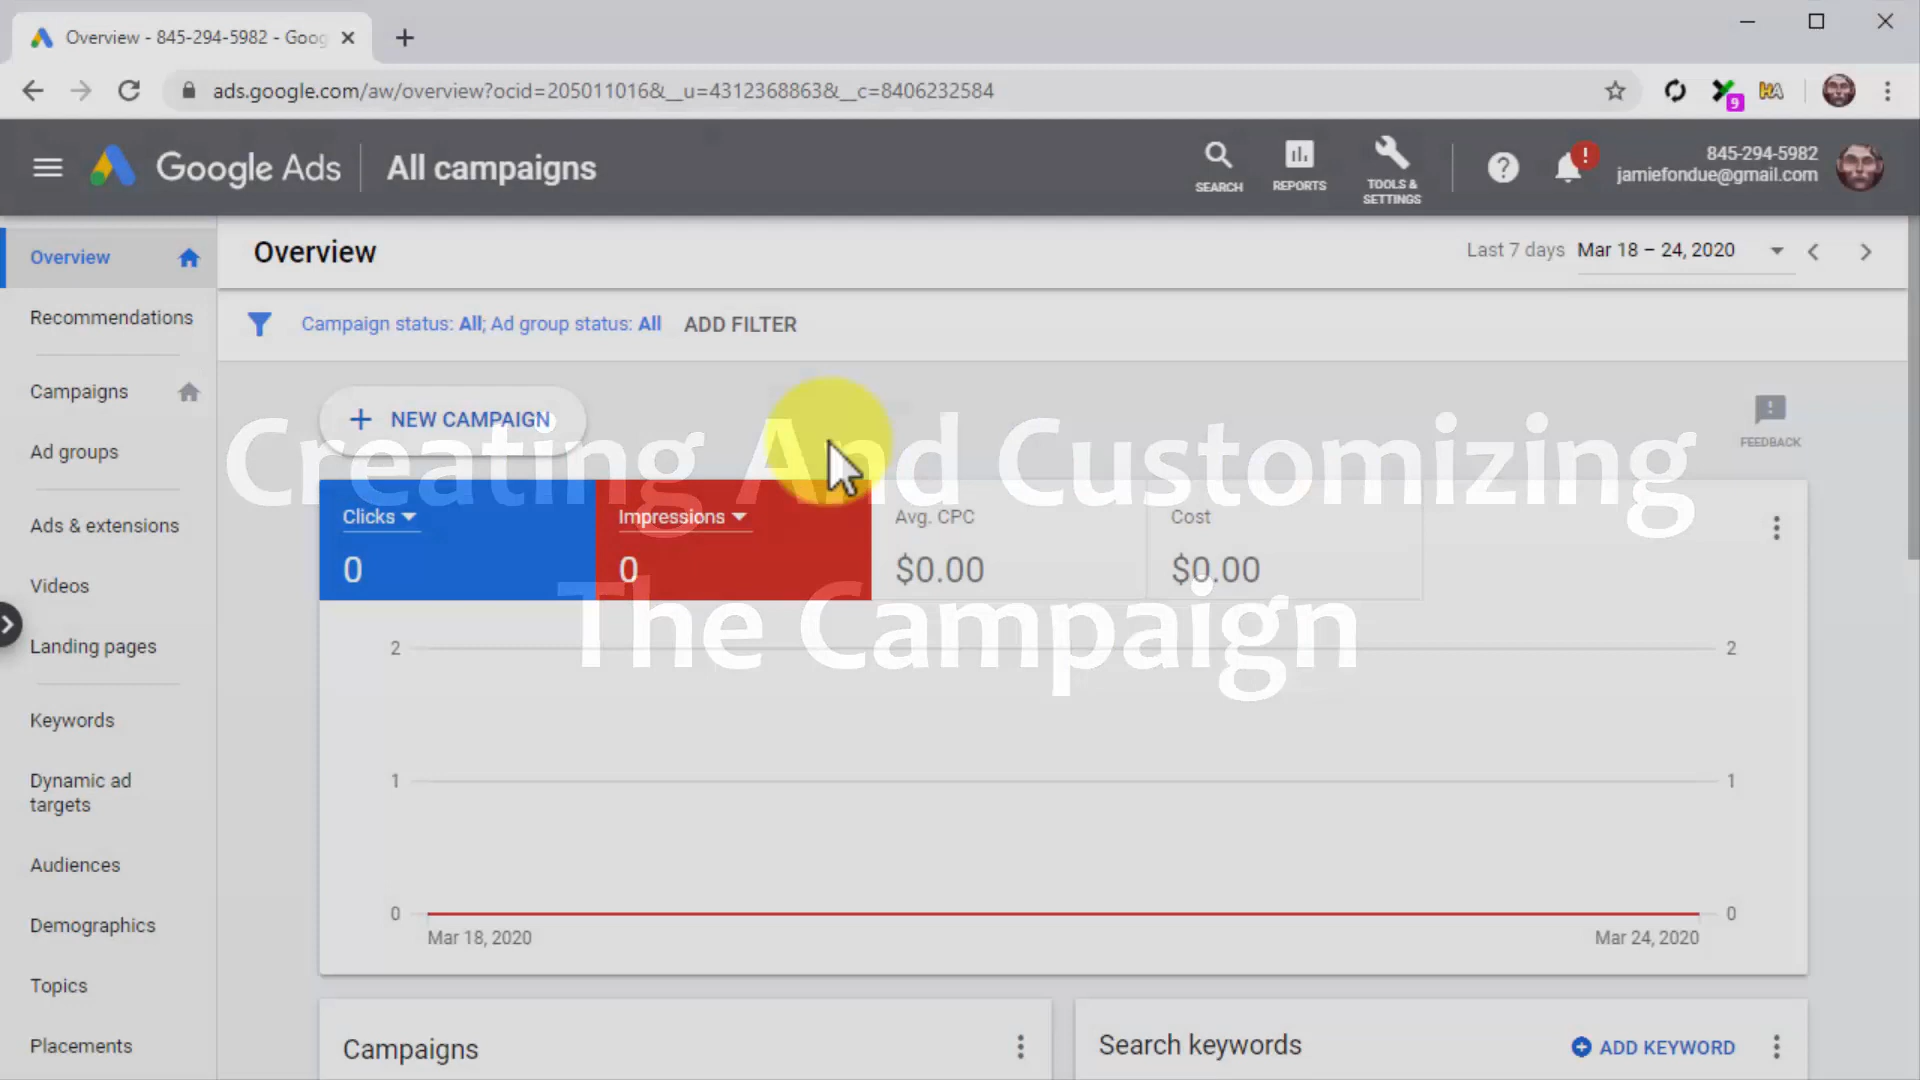 Overview - 845-294-5982 - Goog
ads.google.com/aw/overview?ocid=205011016&__u=4312368863&__c=8406232584
9
Google Ads
All campaigns
SEARCH
REPORTS
TOOLS &
SETTINGS
?
!
845-294-5982
jamiefondue@gmail.com
Overview
Recommendations
Campaigns
Ad groups
Ads & extensions
Videos
Landing pages
Keywords
Dynamic ad
targets
Audiences
Demographics
Topics
Placements
Overview
Last 7 days Mar 18 – 24, 2020
Campaign status: All; Ad group status: All ADD FILTER
+ NEW CAMPAIGN
FEEDBACK
Creating And Customizing
The Campaign
Clicks
0
Impressions
0
Avg. CPC
$0.00
Cost
$0.00
2
2
1
1
0
0
Mar 18, 2020
Mar 24, 2020
Campaigns
Search keywords
ADD KEYWORD